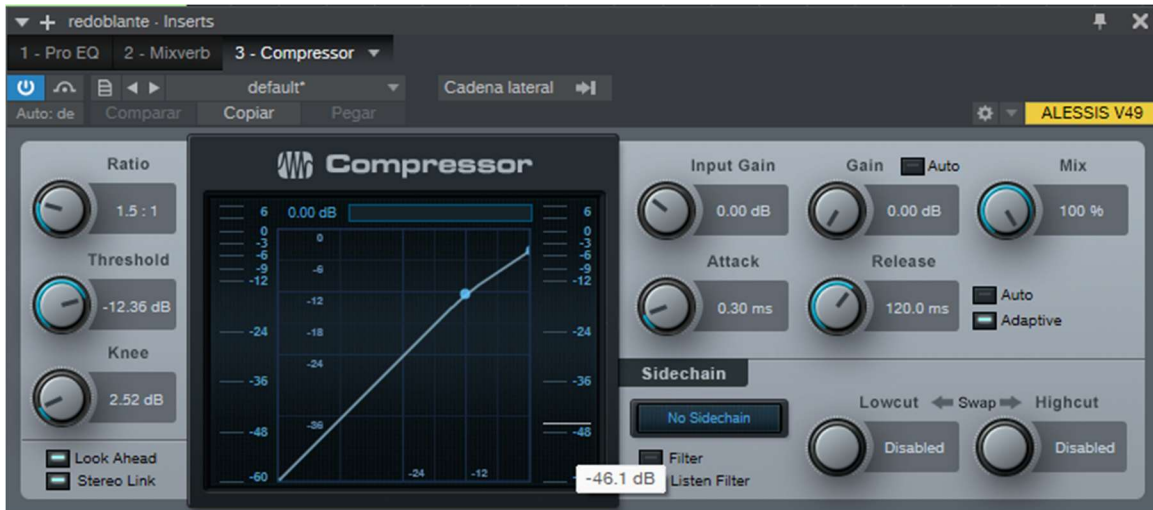 redoblante - Inserts
1 - Pro EQ 2 - Mixverb 3 - Compressor
default* Cadena lateral
Auto: de Comparar Copiar Pegar ALESSIS V49
Compressor
Ratio
1.5 : 1
Threshold
-12.36 dB
Knee
2.52 dB
Look Ahead
Stereo Link
6 0.00 dB 6
0 0 0
-3 -3
-6 -6
-9 -6 -9
-12 -12
-12
-24 -18 -24
-24
-36 -36
-36
-48 -48
-60 -24 -12
-46.1 dB
Input Gain Gain Auto Mix
0.00 dB 0.00 dB 100 %
Attack Release
0.30 ms 120.0 ms Auto
Adaptive
Sidechain
No Sidechain
Filter
Listen Filter
Lowcut Swap Highcut
Disabled Disabled